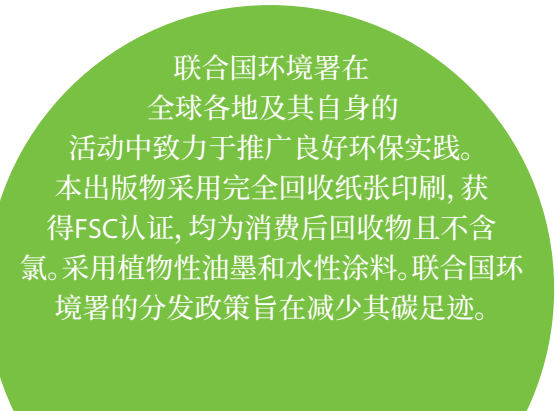 联合国环境署在
全球各地及其自身的
活动中致力于推广良好环保实践。
本出版物采用完全回收纸张印刷, 获
得FSC认证, 均为消费后回收物且不含
氯。采用植物性油墨和水性涂料。联合国环
境署的分发政策旨在减少其碳足迹。